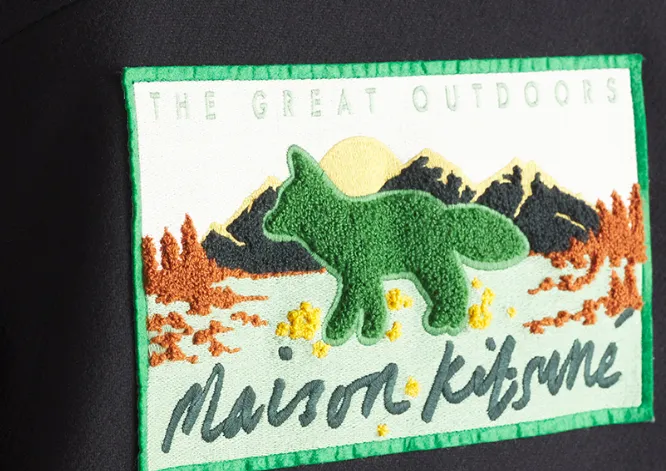 THE GREAT OUTDOORS
Maison Kitsuné